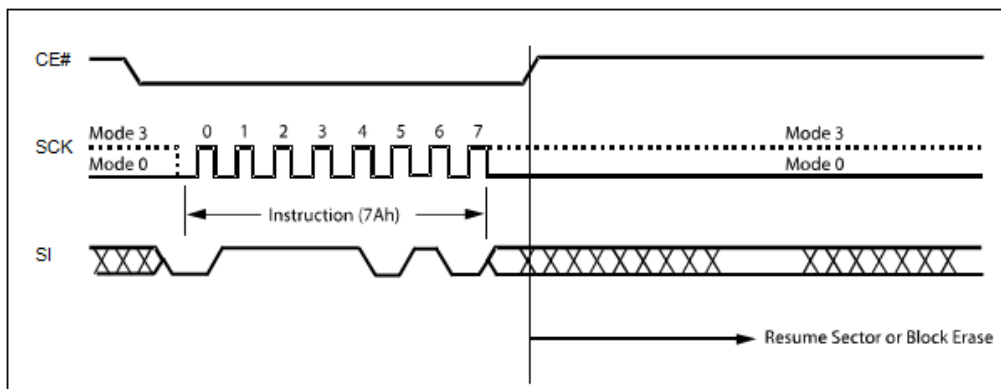 CE#
Mode 3 0 1 2 3 4 5 6 7 Mode 3
SCK
Mode 0 Mode 0
Instruction (7Ah)
SI
Resume Sector or Block Erase